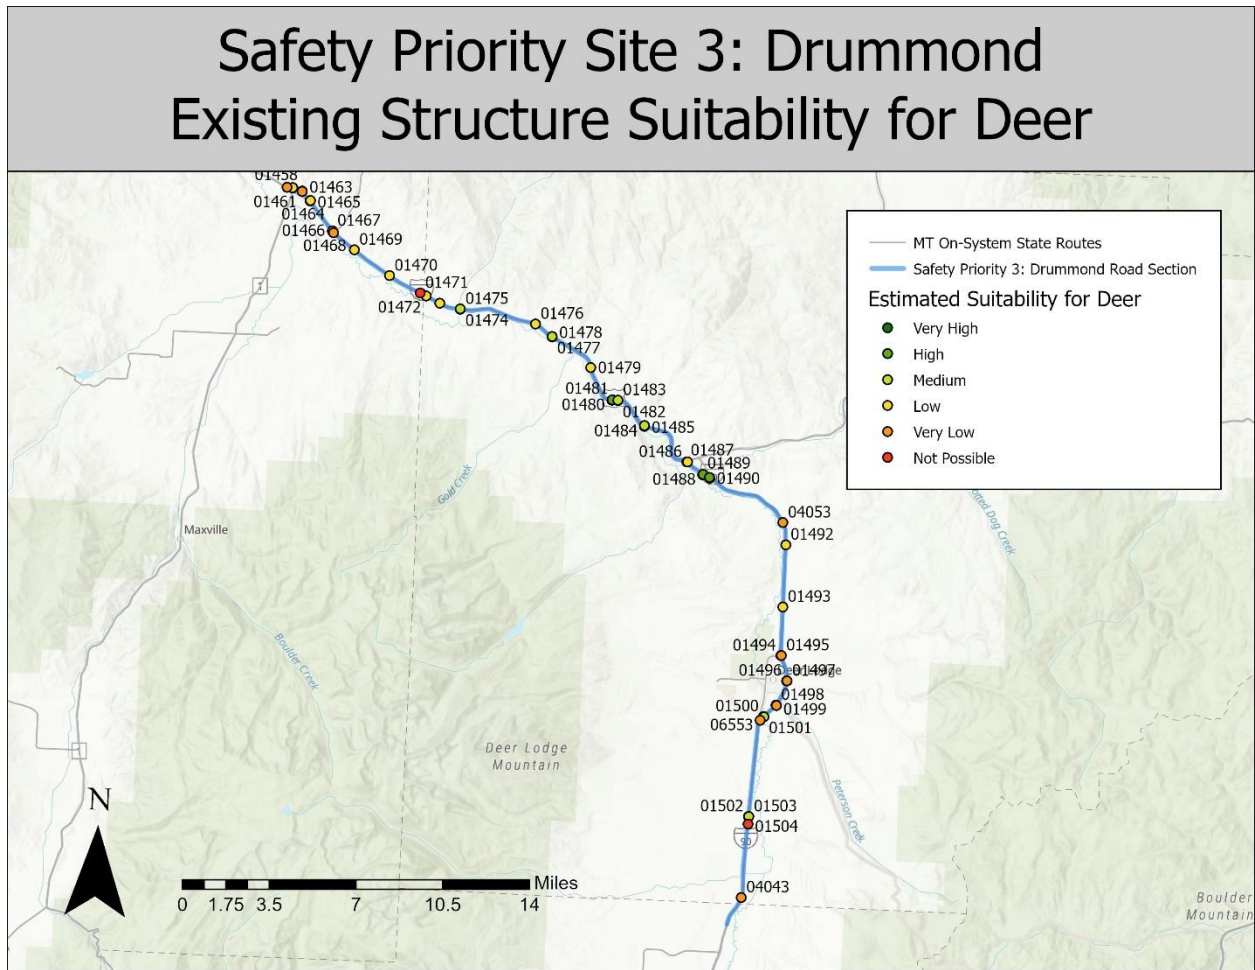 Safety Priority Site 3: Drummond
Existing Structure Suitability for Deer
01458
01463
01461
01465
01464
01467
01466
01468
01469
01470
01471
01472
01475
01474
01476
01478
01477
01479
01481
01483
01480
01482
01484
01485
01486
01487
01489
01488
01490
04053
01492
01493
01494
01495
01496
01497
01498
01500
01499
06553
01501
01502
01503
01504
90
04043
MT On-System State Routes
Safety Priority 3: Drummond Road Section
Estimated Suitability for Deer
Very High
High
Medium
Low
Very Low
Not Possible
1
Gold Creek
Maxville
Boulder Creek
Deer Lodge
Mountain
Peterson Creek
1
Boulder
Mountain
N
Miles
0 1.75 3.5 7 10.5 14